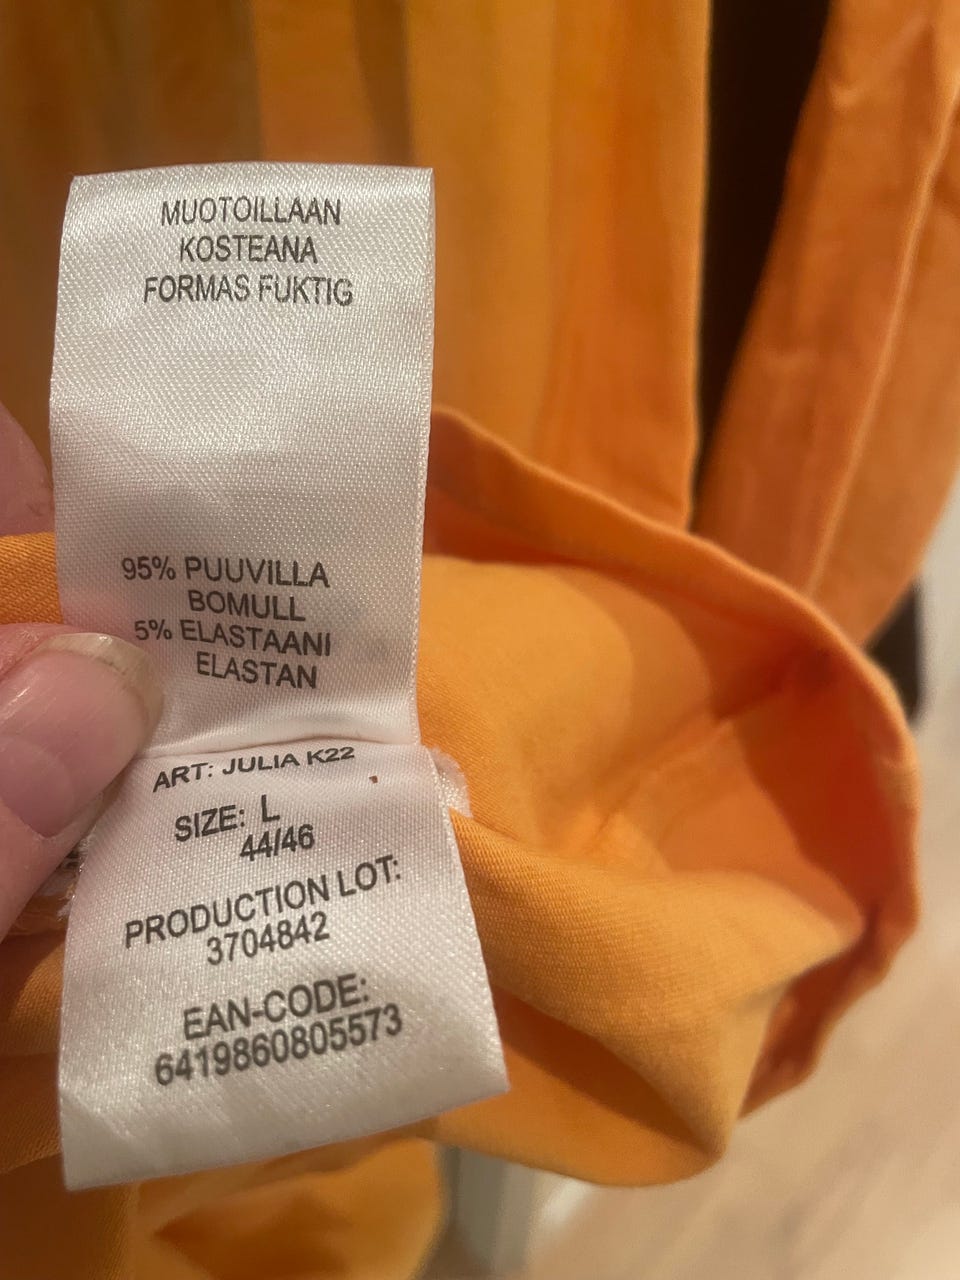 MUOTOILLAAN
KOSTEANA
FORMAS FUKTIG
95% PUUVILLA
BOMULL
5% ELASTAANI
ELASTAN
ART: JULIA K22
SIZE: L
44/46
PRODUCTION LOT:
3704842
EAN-CODE:
6419860805573